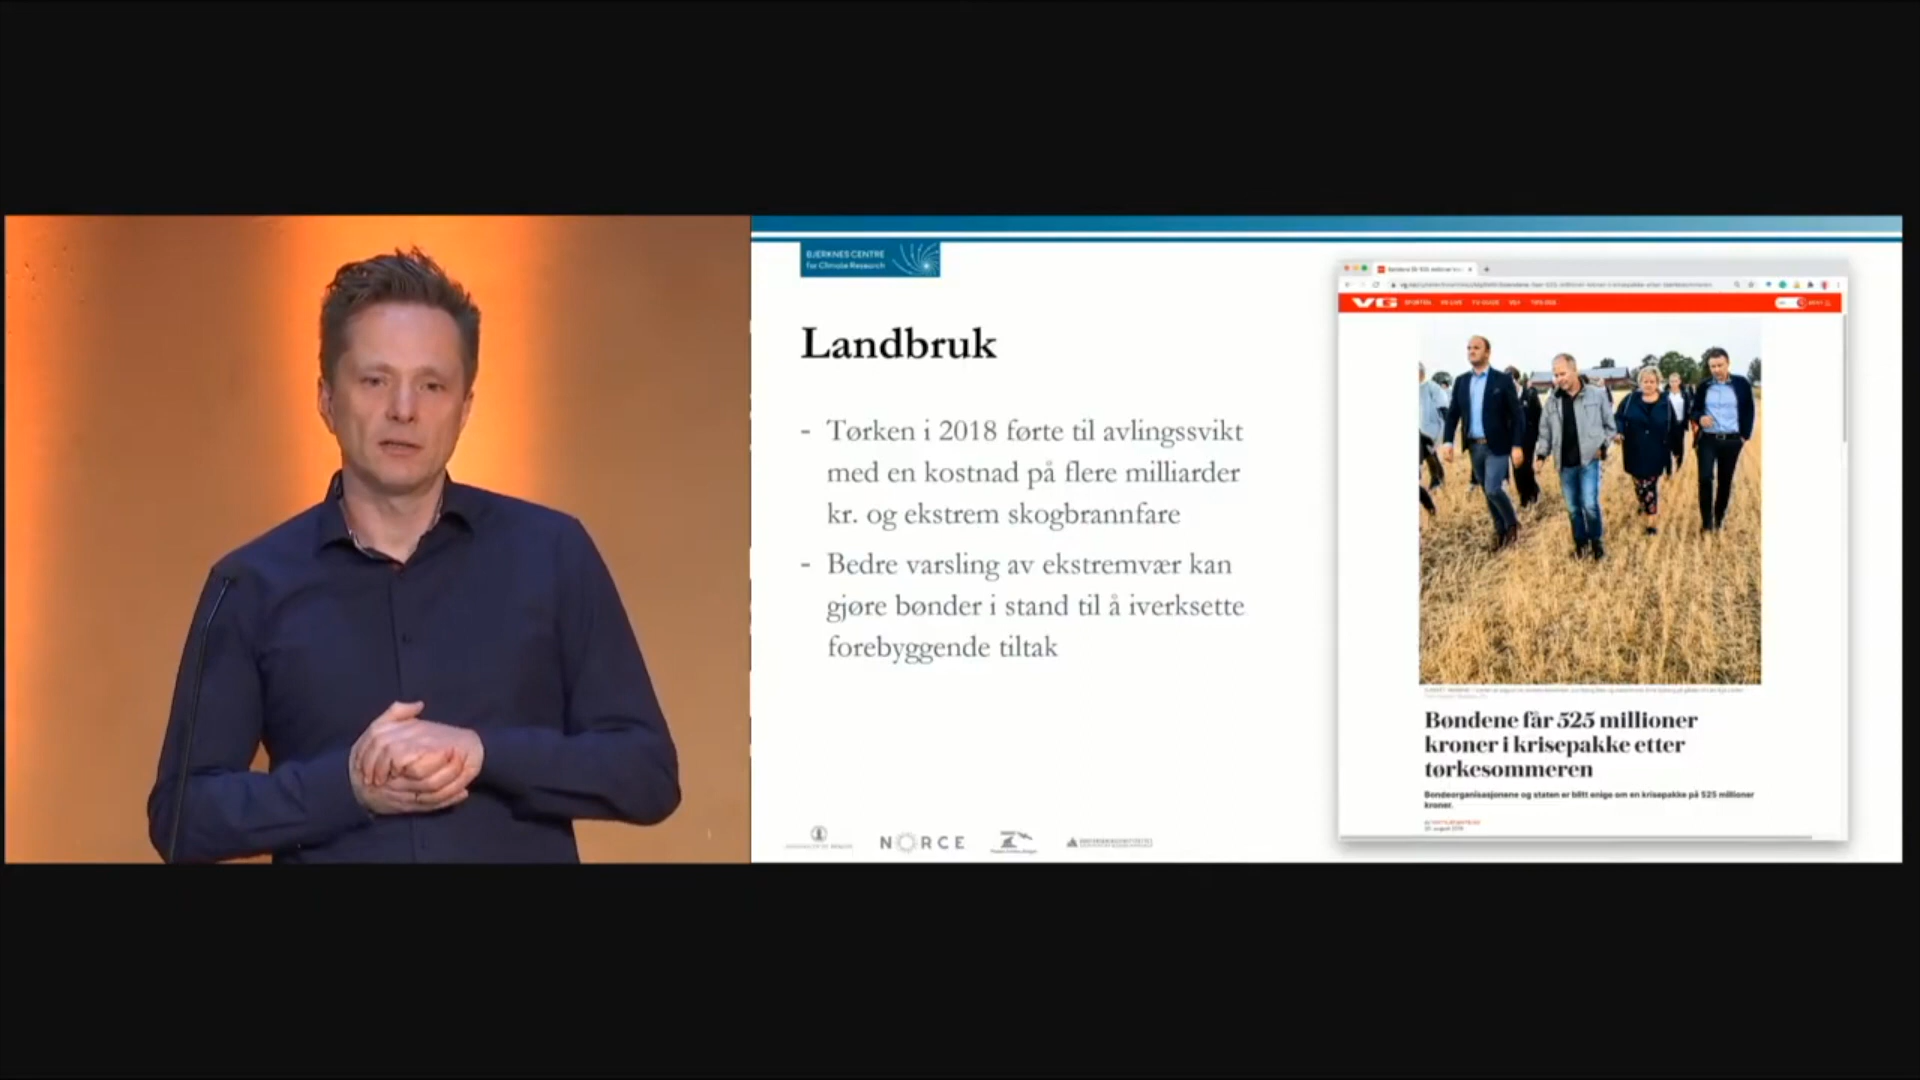 BJERKNES CENTRE
for Climate Research
Landbruk
- Tørken i 2018 førte til avlingssvikt
med en kostnad på flere milliarder
kr. og ekstrem skogbrannfare
- Bedre varsling av ekstremvær kan
gjøre bønder i stand til å iverksette
forebyggende tiltak
NORCE
VG
Bøndene får 525 millioner
kroner i krisepakke etter
tørkesommeren
Bondeorganisasjonene og staten er blitt enige om en krisepakke på 525 millioner
kroner.